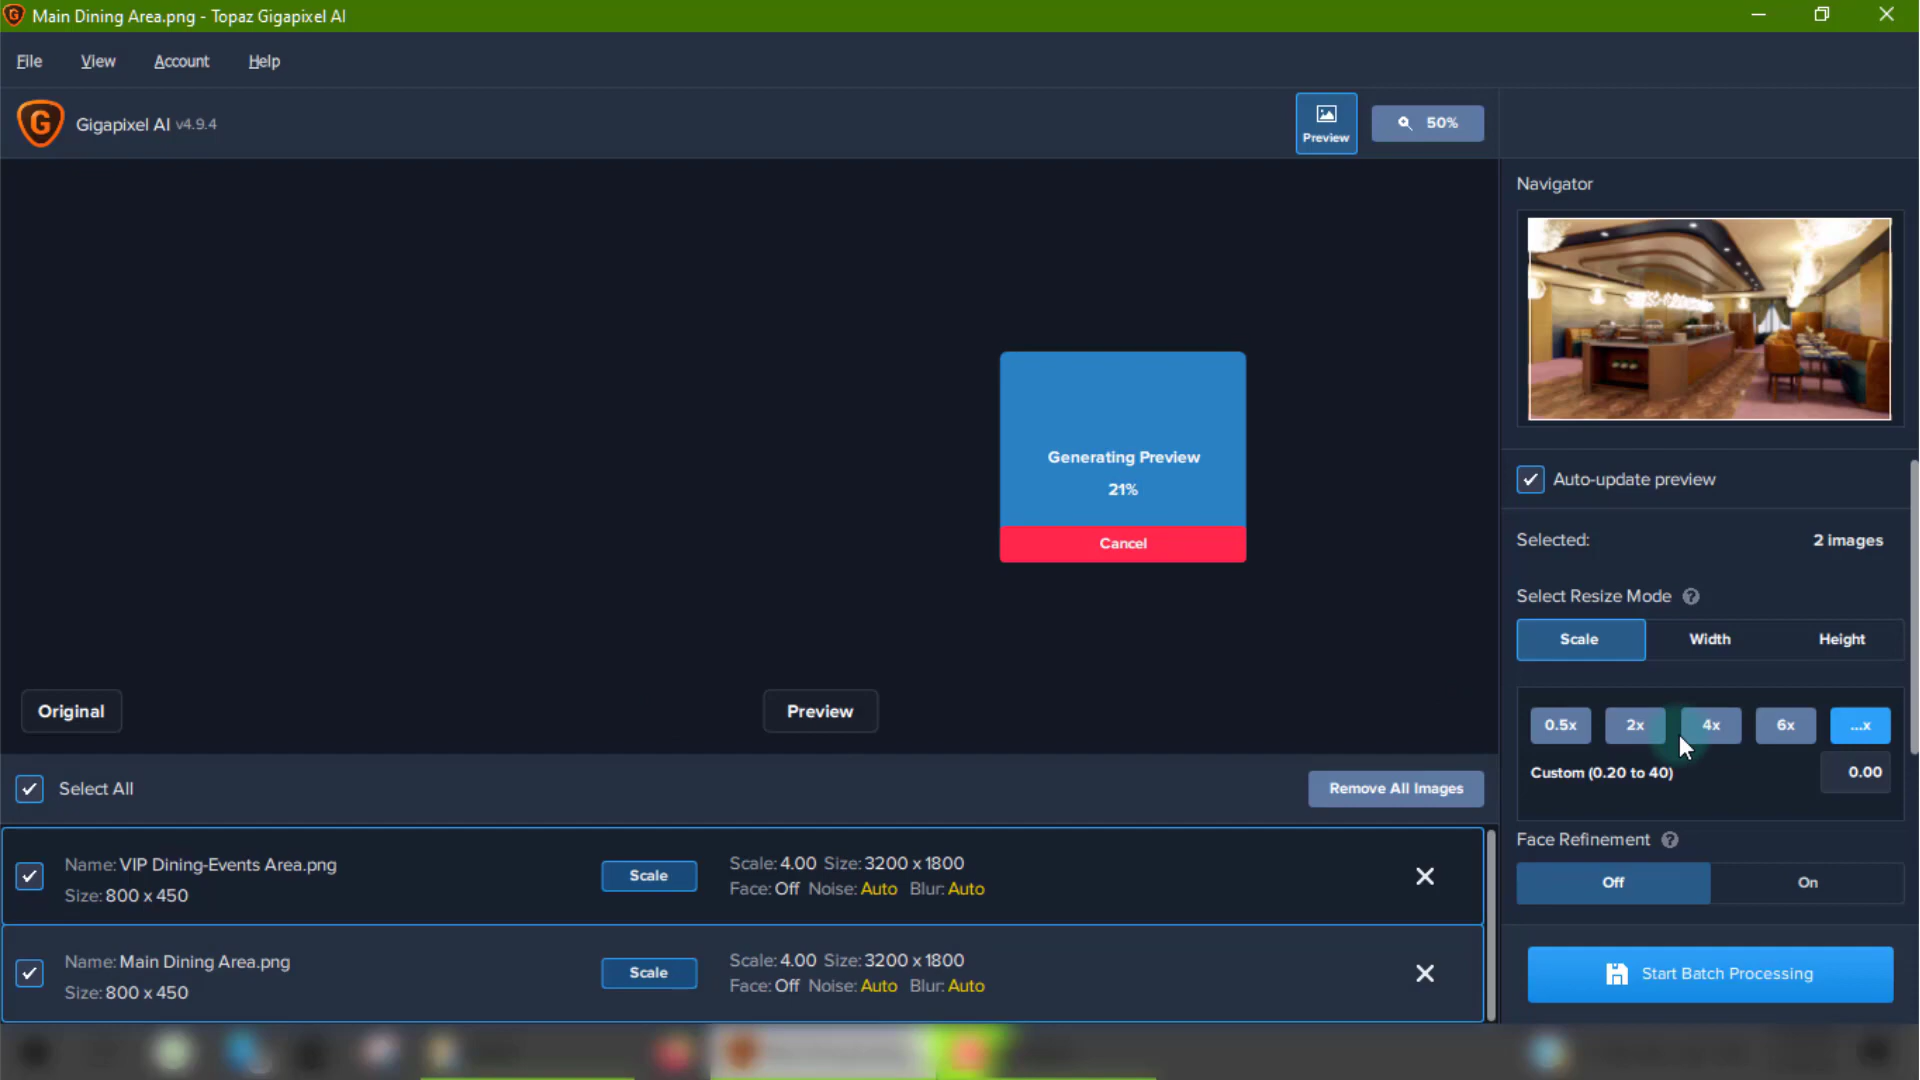 Main Dining Area.png - Topaz Gigapixel AI
File View Account Help
G Gigapixel AI v4.9.4
Preview
50%
Navigator
Generating Preview
21%
Cancel
Auto-update preview
Selected: 2 images
Select Resize Mode ?
Scale Width Height
Original
Preview
0.5x 2x 4x 6x ...x
Custom (0.20 to 40) 0.00
Select All
Remove All Images
Face Refinement ?
Off On
Name: VIP Dining-Events Area.png
Size: 800 x 450
Scale
Scale: 4.00 Size: 3200 x 1800
Face: Off Noise: Auto Blur: Auto
Name: Main Dining Area.png
Size: 800 x 450
Scale
Scale: 4.00 Size: 3200 x 1800
Face: Off Noise: Auto Blur: Auto
Start Batch Processing